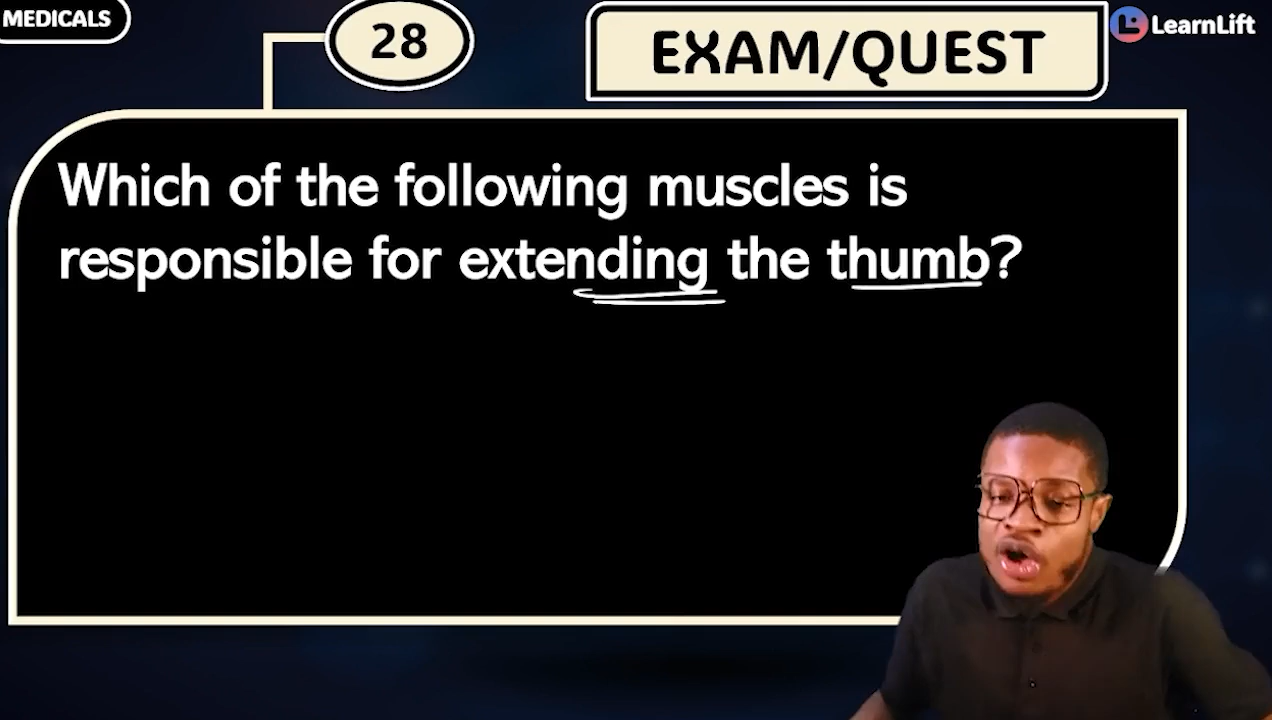 MEDICALS
28
EXAM/QUEST
LearnLift
Which of the following muscles is
responsible for extending the thumb?